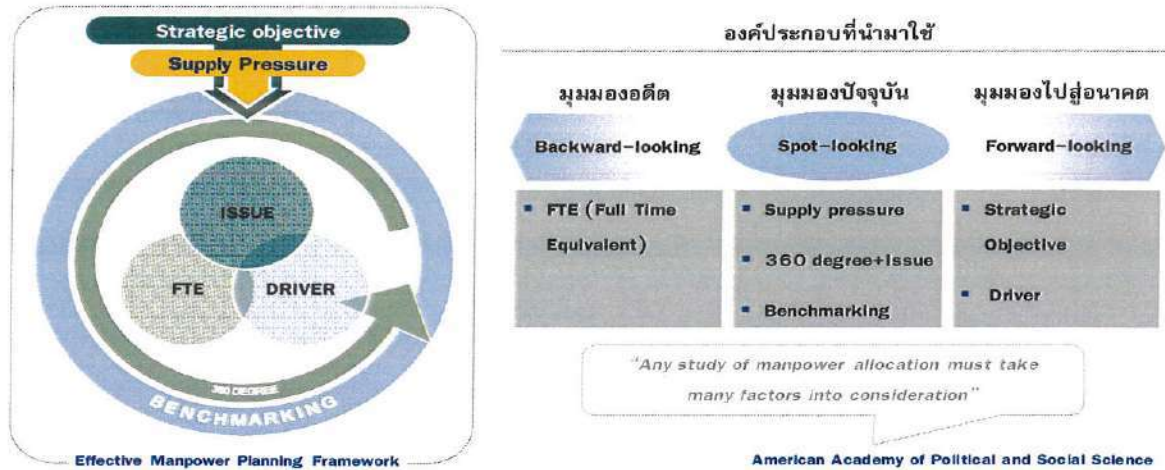 Strategic objective
Supply Pressure
ISSUE
FTE
DRIVER
360 DEGREE
BENCHMARKING
Effective Manpower Planning Framework
องค์ประกอบที่นำมาใช้
มุมมองอดีต
มุมมองปัจจุบัน
มุมมองไปสู่อนาคต
Backward-looking
Spot-looking
Forward-looking
▪ FTE (Full Time
Equivalent)
▪ Supply pressure
▪ 360 degree+Issue
▪ Benchmarking
▪ Strategic
Objective
▪ Driver
"Any study of manpower allocation must take
many factors into consideration"
American Academy of Political and Social Science